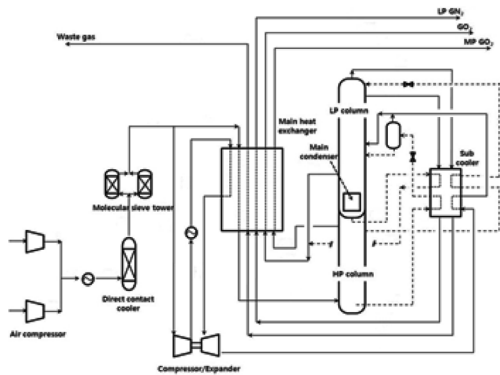 LP GN₂
GO₂
Waste gas
MP GO₂
LP column
Main heat
exchanger
Main
condenser
Sub
cooler
Molecular sleve tower
HP column
Direct contact
cooler
Air compressor
Compressor/Expander